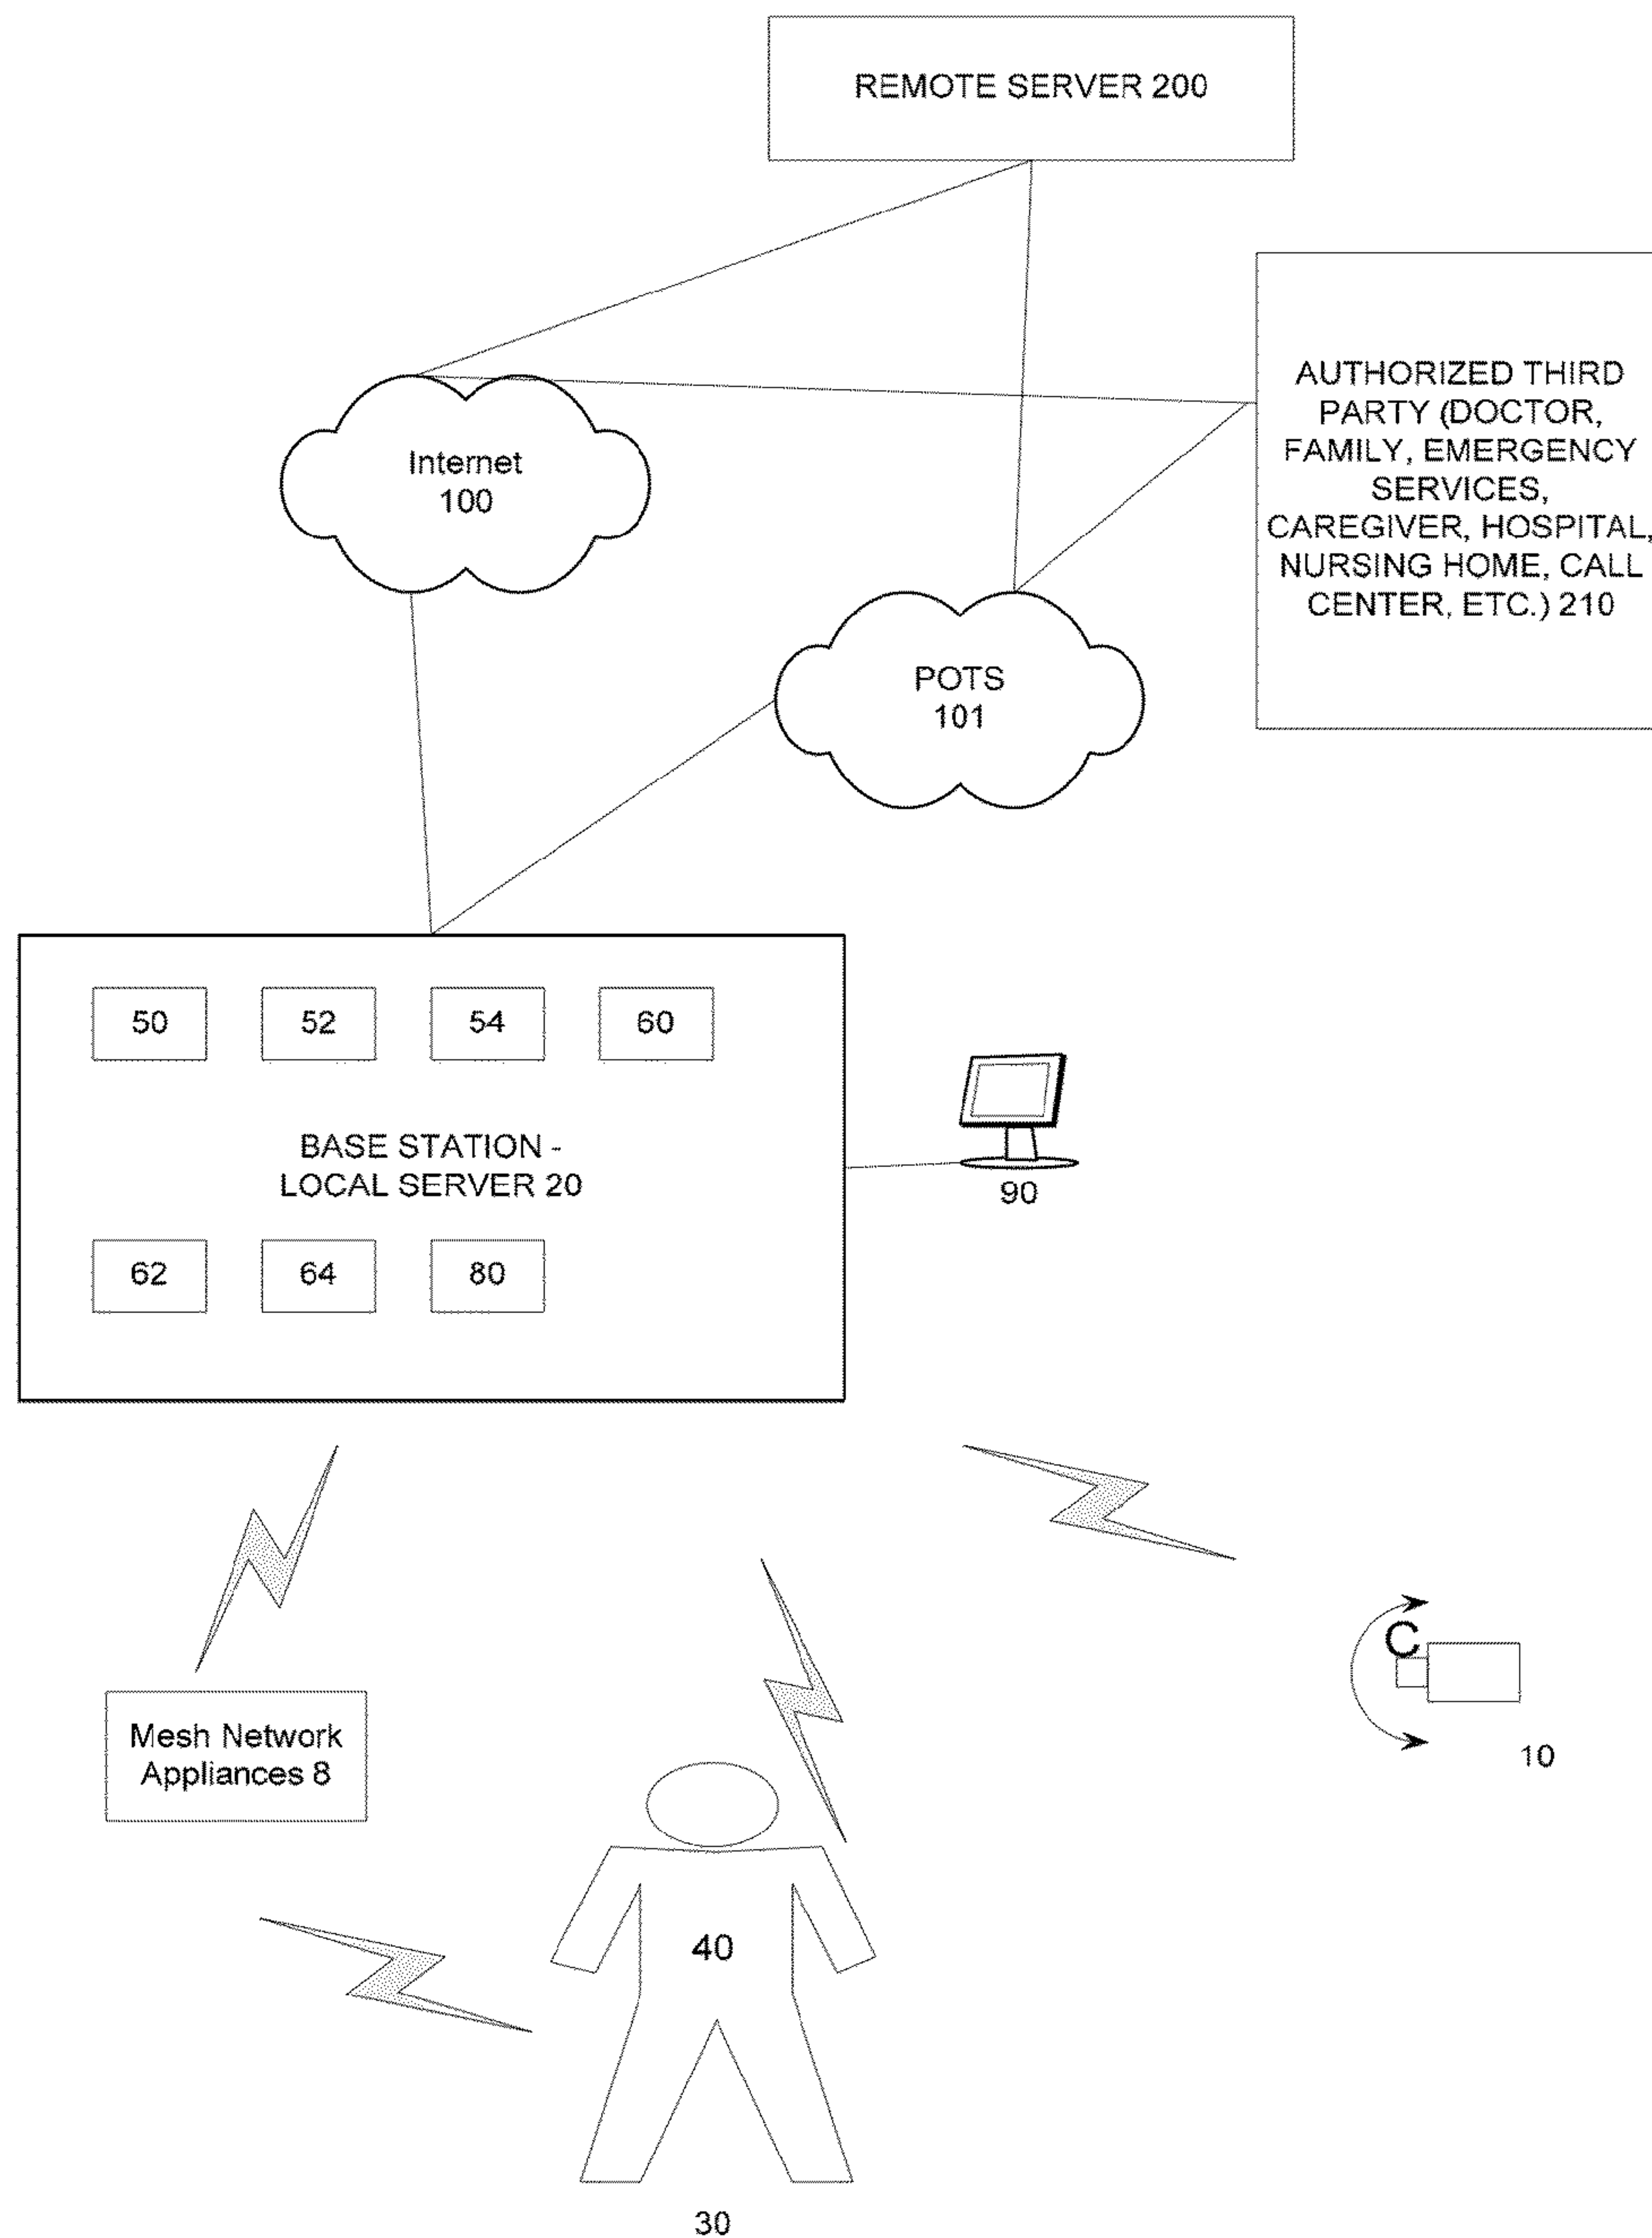 REMOTE SERVER 200
AUTHORIZED THIRD
PARTY (DOCTOR,
FAMILY, EMERGENCY
SERVICES,
CAREGIVER, HOSPITAL,
NURSING HOME, CALL
CENTER, ETC.) 210
Internet
100
POTS
101
50
52
54
60
BASE STATION -
LOCAL SERVER 20
90
62
64
80
C
10
Mesh Network
Appliances 8
40
30